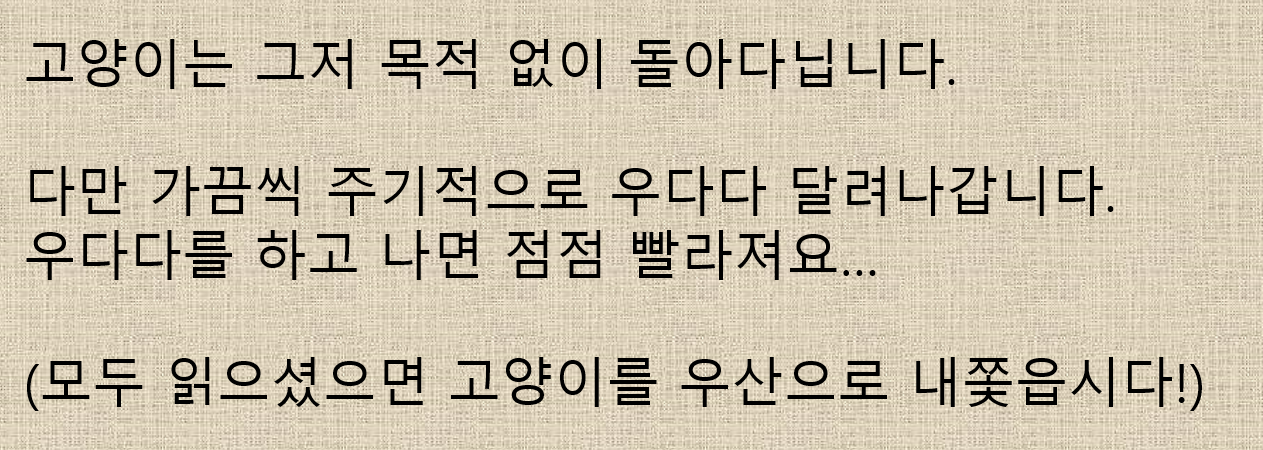 고양이는 그저 목적 없이 돌아다닙니다.
다만 가끔씩 주기적으로 우다다 달려나갑니다.
우다다를 하고 나면 점점 빨라져요...
(모두 읽으셨으면 고양이를 우산으로 내쫓읍시다!)